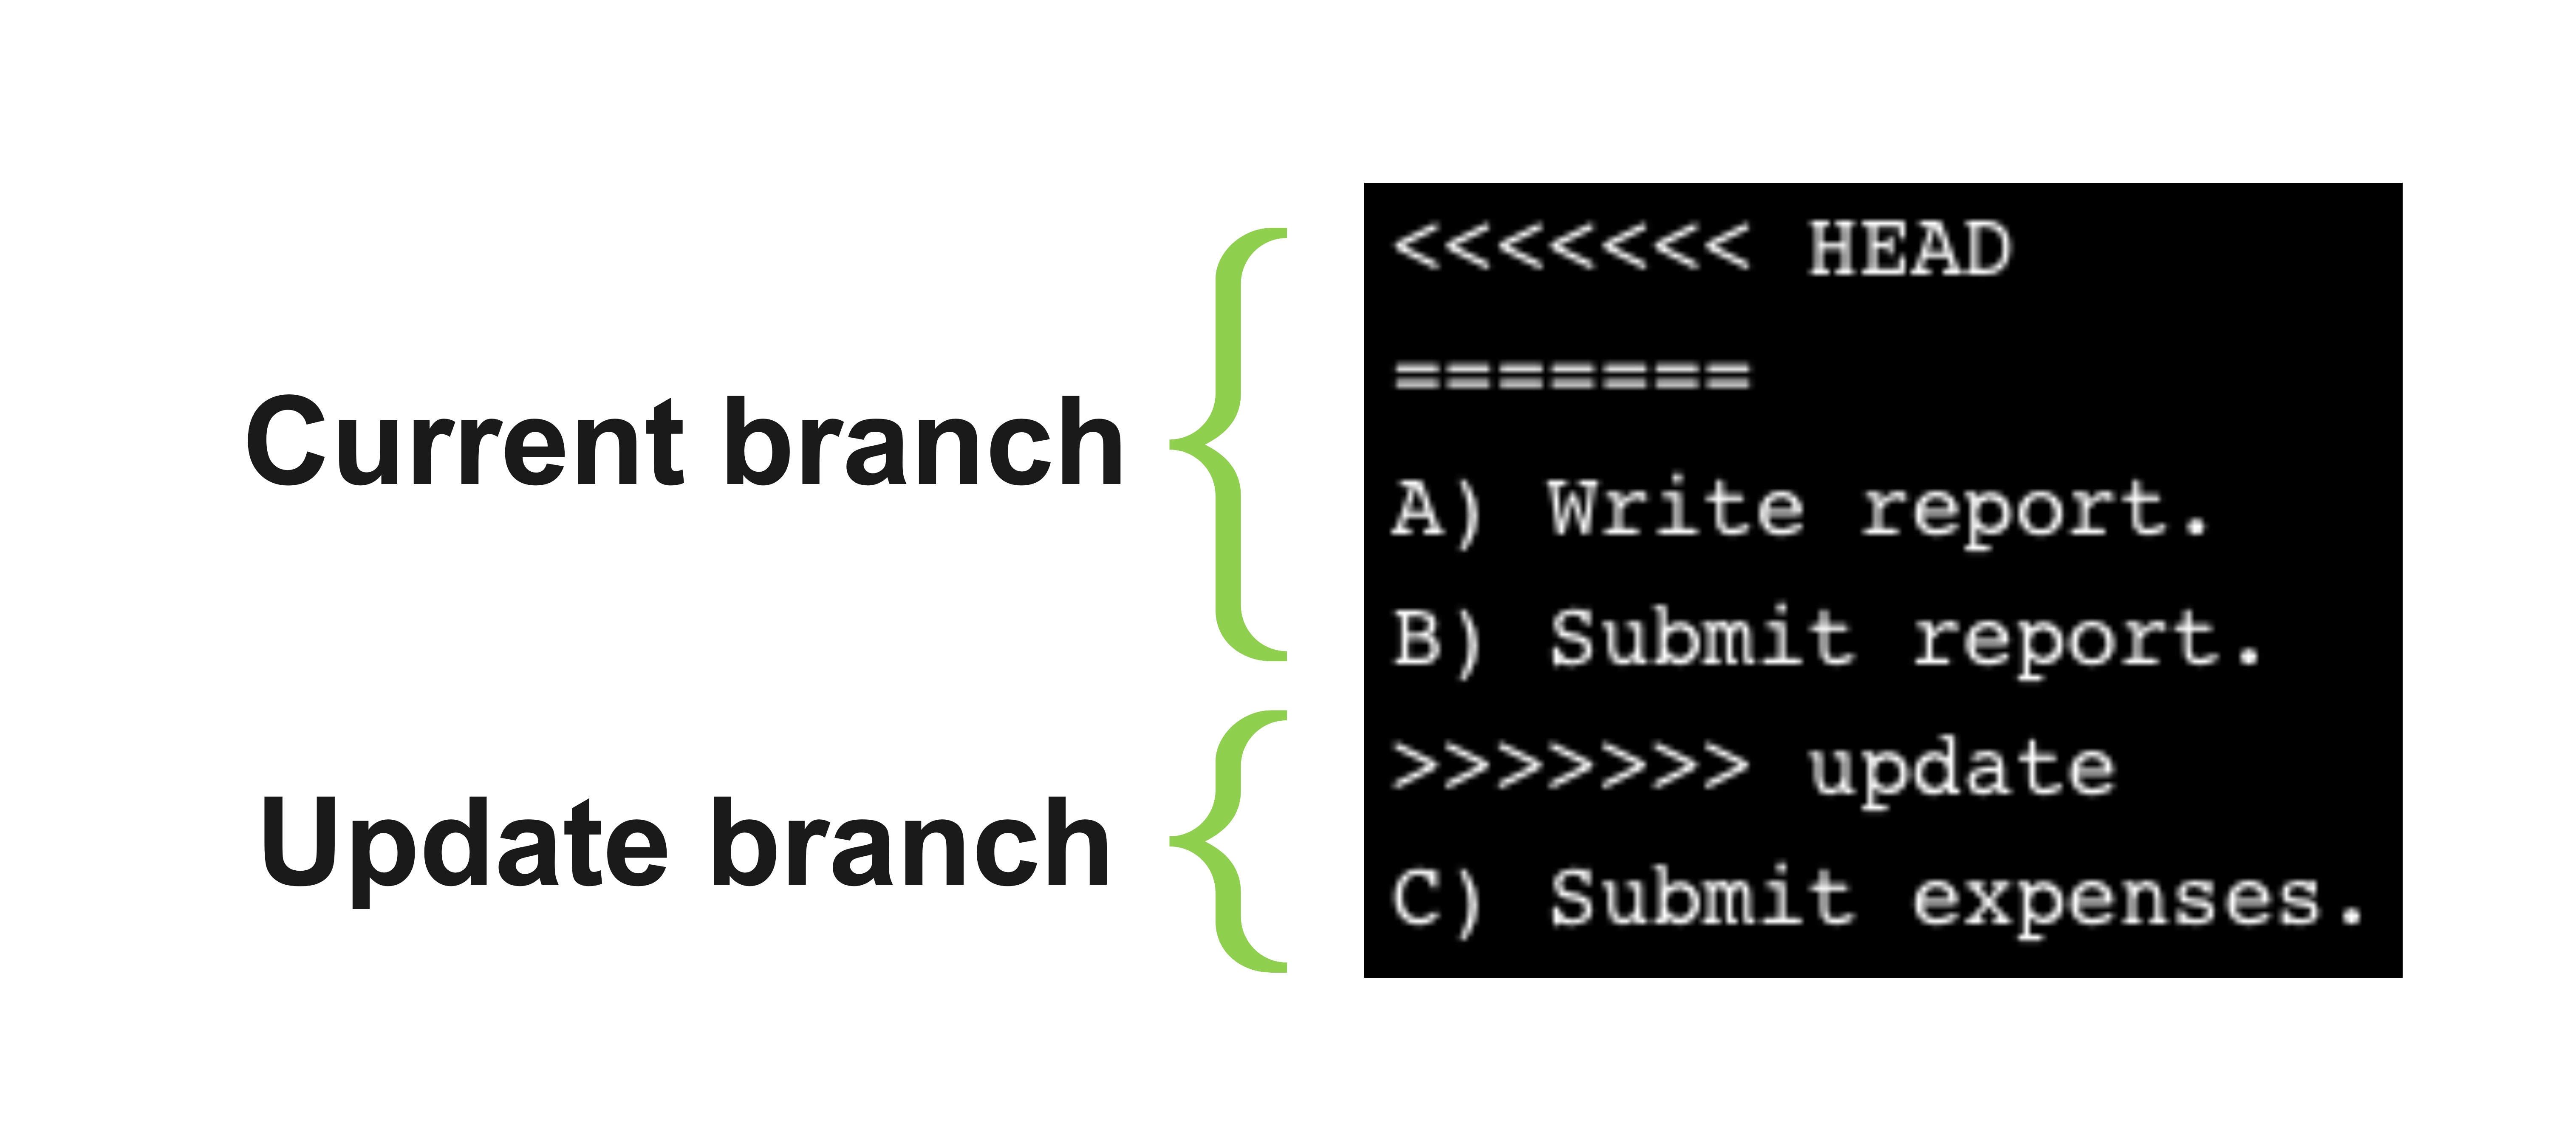 Current branch
Update branch
<<<<<<< HEAD
=======
A) Write report.
B) Submit report.
>>>>>>> update
C) Submit expenses.